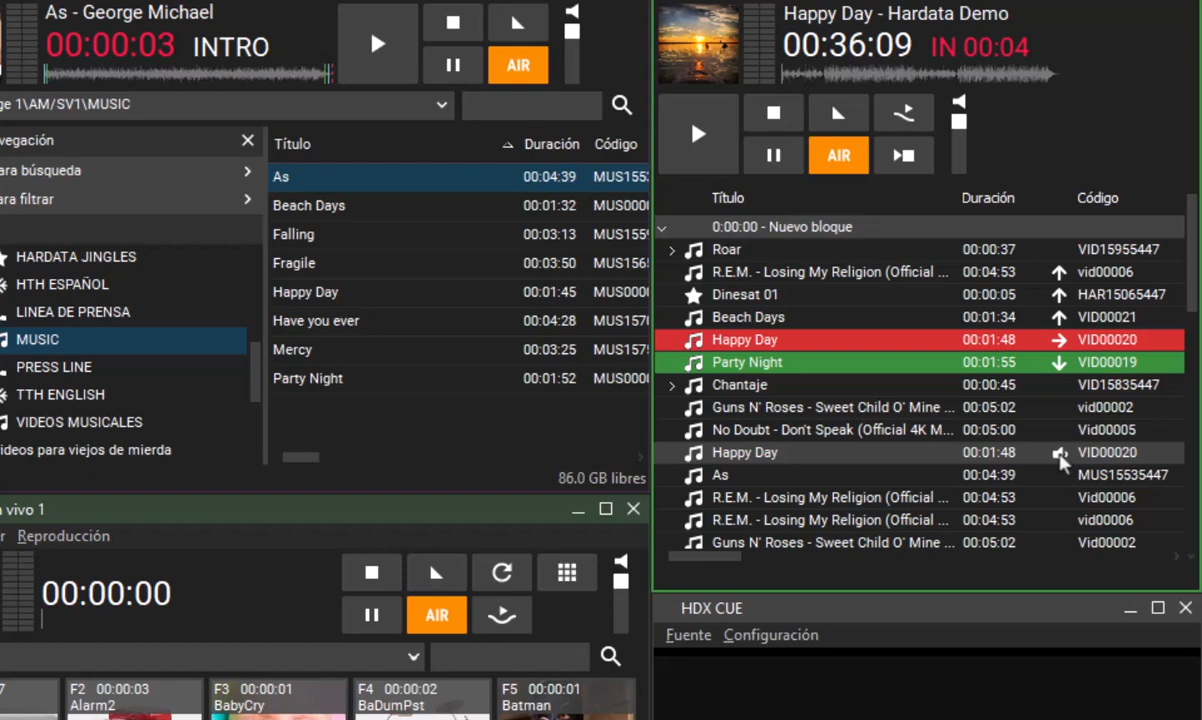 As - George Michael
00:00:03 INTRO
AIR
ge 1\AM/SV1\MUSIC
vegación
ara búsqueda
ara filtrar
HARDATA JINGLES
HTH ESPAÑOL
LINEA DE PRENSA
MUSIC
PRESS LINE
TTH ENGLISH
VIDEOS MUSICALES
ideos para viejos de mierda
Título Duración Código
As 00:04:39 MUS1553
Beach Days 00:01:32 MUS0000
Falling 00:03:13 MUS1559
Fragile 00:03:50 MUS156
Happy Day 00:01:45 MUS0000
Have you ever 00:04:28 MUS1570
Mercy 00:03:25 MUS157
Party Night 00:01:52 MUS0000
86.0 GB libres
n vivo 1
r Reproducción
00:00:00
AIR
7
F2 00:00:03
Alarm2
F3 00:00:01
BabyCry
F4 00:00:02
BaDumPst
F5 00:00:01
Batman
Happy Day - Hardata Demo
00:36:09 IN 00:04
AIR
Título Duración Código
0:00:00 - Nuevo bloque
Roar 00:00:37 VID15955447
R.E.M. - Losing My Religion (Official ... 00:04:53 vid00006
Dinesat 01 00:00:05 HAR15065447
Beach Days 00:01:34 VID00021
Happy Day 00:01:48 VID00020
Party Night 00:01:55 VID00019
Chantaje 00:00:45 VID15835447
Guns N' Roses - Sweet Child O' Mine ... 00:05:02 vid00002
No Doubt - Don't Speak (Official 4K M... 00:05:00 Vid00005
Happy Day 00:01:48 VID00020
As 00:04:39 MUS15535447
R.E.M. - Losing My Religion (Official ... 00:04:53 Vid00006
R.E.M. - Losing My Religion (Official ... 00:04:53 vid00006
Guns N' Roses - Sweet Child O' Mine ... 00:05:02 Vid00002
HDX CUE
Fuente Configuración